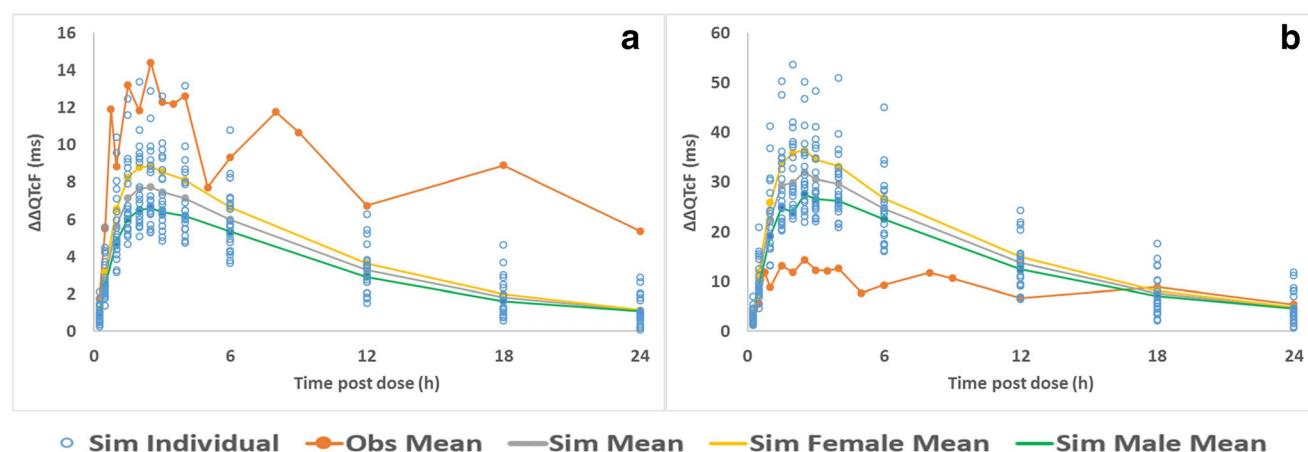 a
16
14
12
10
8
6
4
2
0
ΔΔQTcF (ms)
0 6 12 18 24
Time post dose (h)
b
60
50
40
30
20
10
0
ΔΔQTcF (ms)
0 6 12 18 24
Time post dose (h)
Sim Individual Obs Mean Sim Mean Sim Female Mean Sim Male Mean